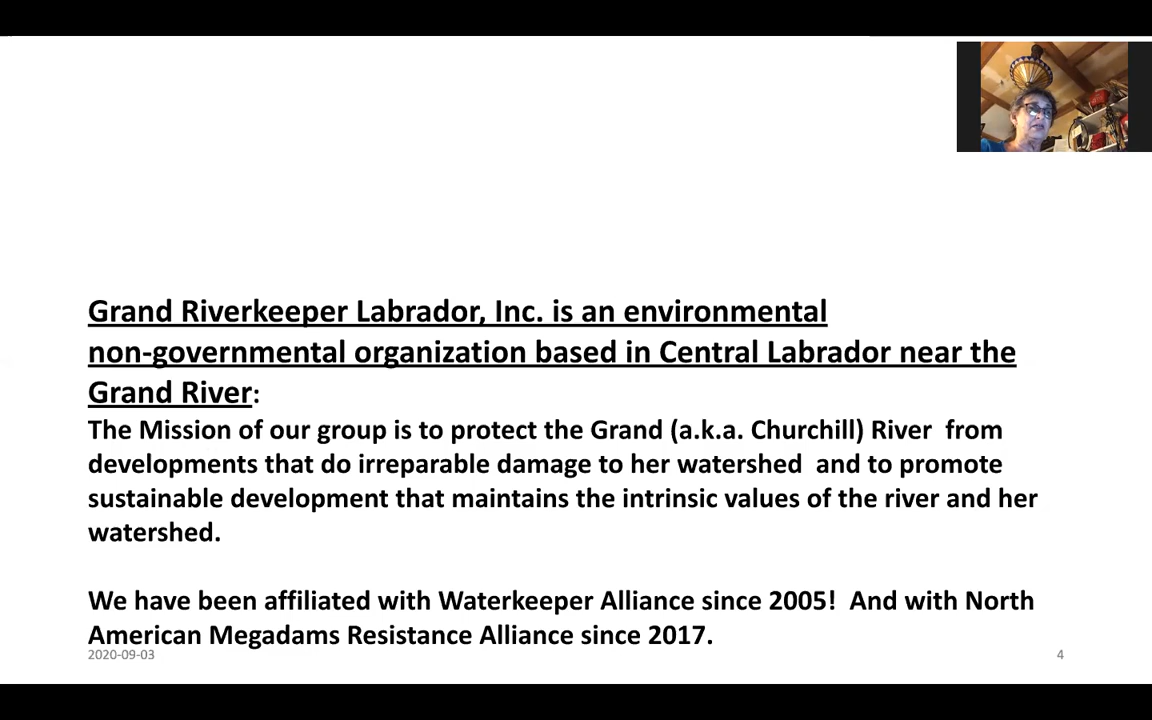 Grand Riverkeeper Labrador, Inc. is an environmental
non-governmental organization based in Central Labrador near the
Grand River:
The Mission of our group is to protect the Grand (a.k.a. Churchill) River  from
developments that do irreparable damage to her watershed  and to promote
sustainable development that maintains the intrinsic values of the river and her
watershed.
We have been affiliated with Waterkeeper Alliance since 2005!  And with North
American Megadams Resistance Alliance since 2017.
2020-09-03
4